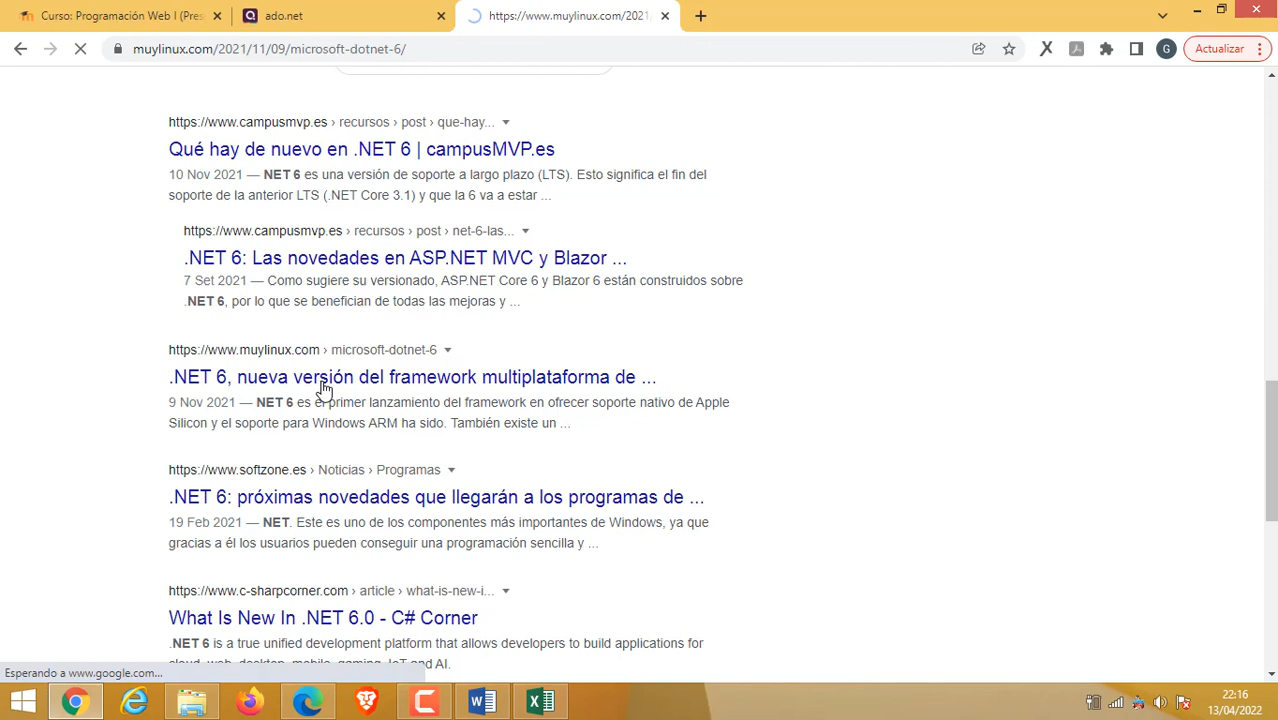 Curso: Programación Web I (Pres
ado.net
https://www.muylinux.com/2021/
muylinux.com/2021/11/09/microsoft-dotnet-6/
G
Actualizar
https://www.campusmvp.es › recursos › post › que-hay...
Qué hay de nuevo en .NET 6 | campusMVP.es
10 Nov 2021 — NET 6 es una versión de soporte a largo plazo (LTS). Esto significa el fin del
soporte de la anterior LTS (.NET Core 3.1) y que la 6 va a estar ...
https://www.campusmvp.es › recursos › post › net-6-las...
.NET 6: Las novedades en ASP.NET MVC y Blazor ...
7 Set 2021 — Como sugiere su versionado, ASP.NET Core 6 y Blazor 6 están construidos sobre
.NET 6, por lo que se benefician de todas las mejoras y ...
https://www.muylinux.com › microsoft-dotnet-6
.NET 6, nueva versión del framework multiplataforma de ...
9 Nov 2021 — NET 6 es el primer lanzamiento del framework en ofrecer soporte nativo de Apple
Silicon y el soporte para Windows ARM ha sido. También existe un ...
https://www.softzone.es › Noticias › Programas
.NET 6: próximas novedades que llegarán a los programas de ...
19 Feb 2021 — NET. Este es uno de los componentes más importantes de Windows, ya que
gracias a él los usuarios pueden conseguir una programación sencilla y ...
https://www.c-sharpcorner.com › article › what-is-new-i...
What Is New In .NET 6.0 - C# Corner
.NET 6 is a true unified development platform that allows developers to build applications for
cloud, web, desktop, mobile, gaming, IoT and AI.
Esperando a www.google.com...
22:16
13/04/2022